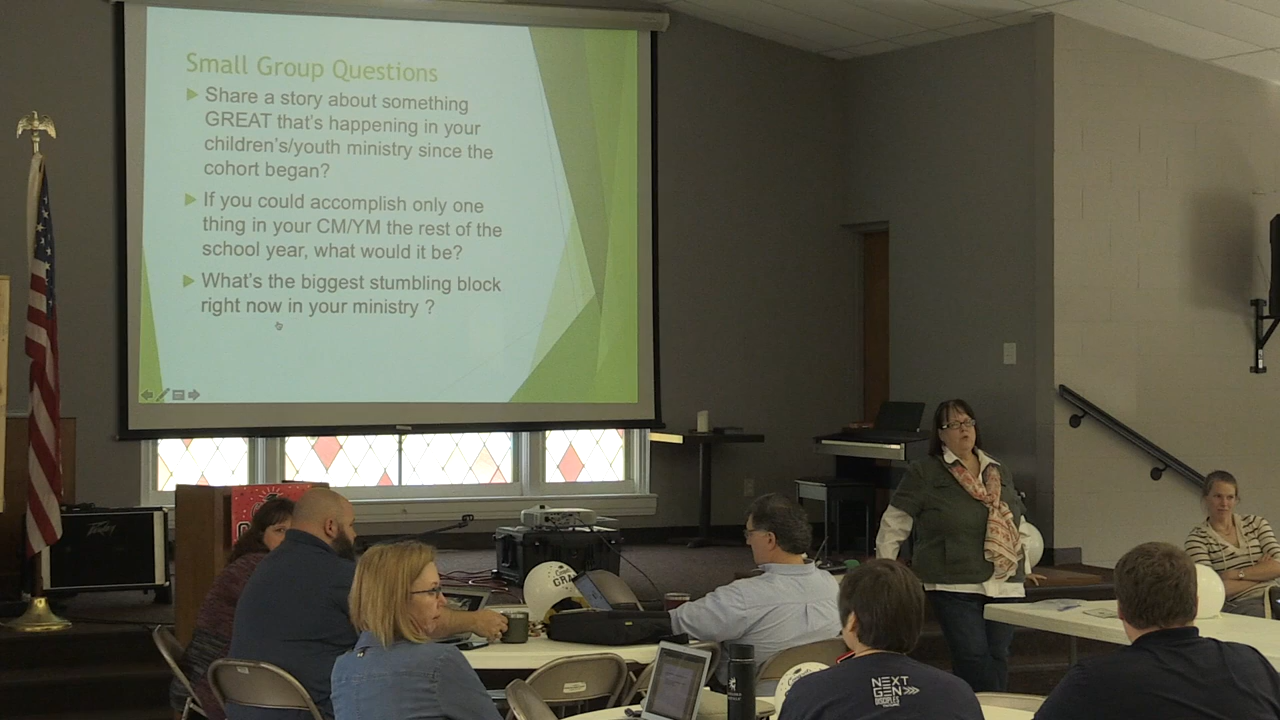 Small Group Questions
Share a story about something
GREAT that's happening in your
children's/youth ministry since the
cohort began?
If you could accomplish only one
thing in your CM/YM the rest of the
school year, what would it be?
What's the biggest stumbling block
right now in your ministry ?
Peavey
NEXT
GEN
DISCIPLES